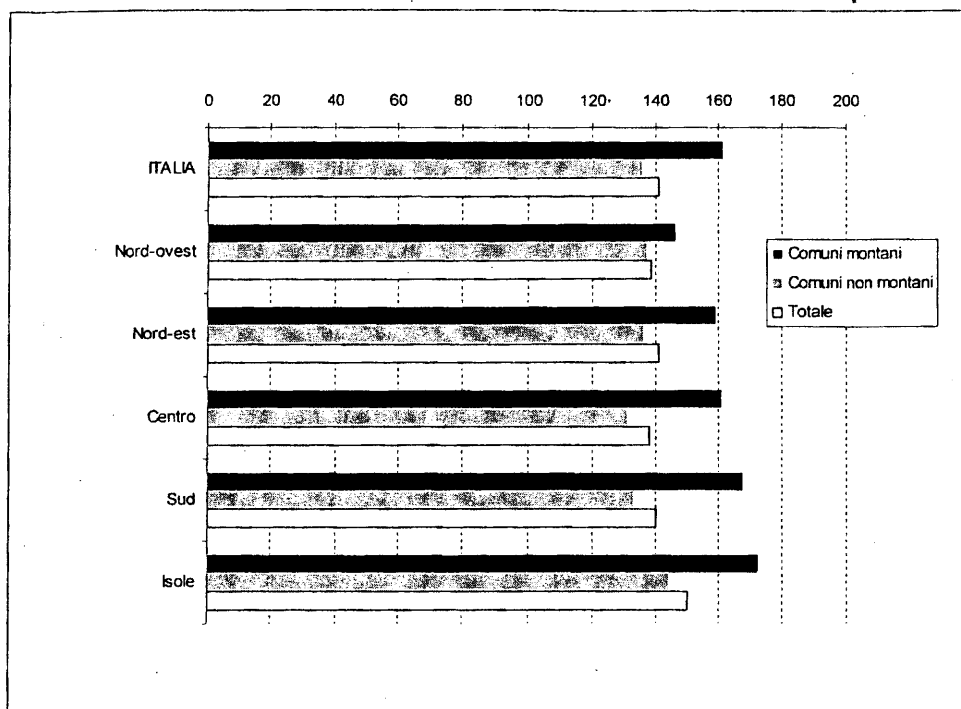 0 20 40 60 80 100 120 140 160 180 200
ITALIA
Nord-ovest
Nord-est
Centro
Sud
Isole
Comuni montani
Comuni non montani
Totale